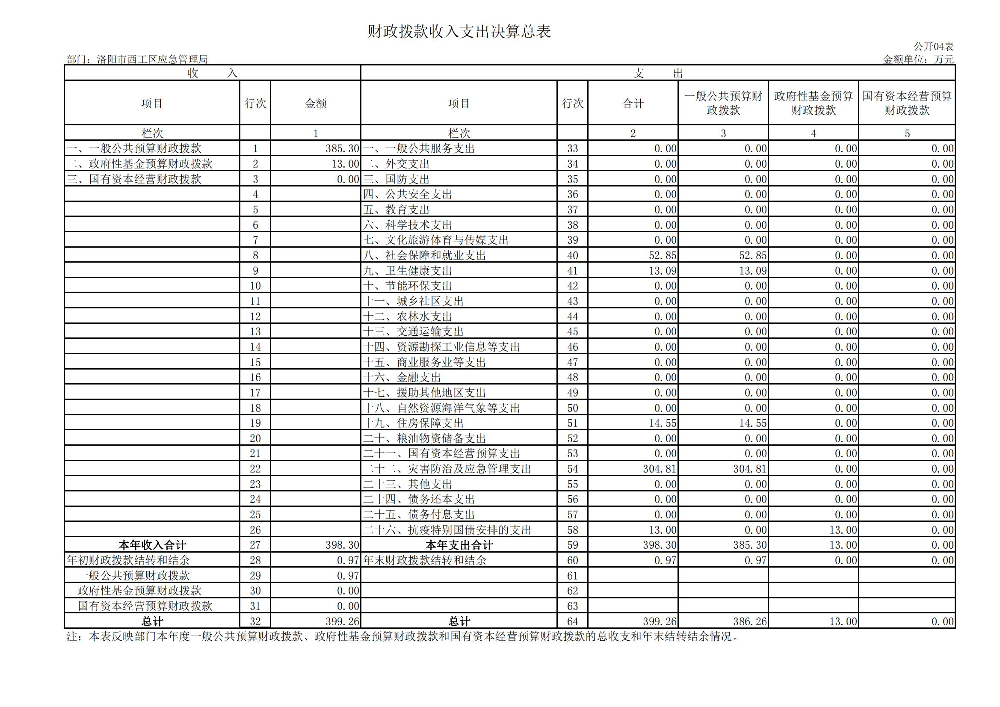 财政拨款收入支出决算总表
公开04表
部门：洛阳市西工区应急管理局 金额单位：万元
收 入 支 出
项目 行次 金额 项目 行次 合计 一般公共预算财政拨款 政府性基金预算财政拨款 国有资本经营预算财政拨款
栏次 1 栏次 2 3 4 5
一、一般公共预算财政拨款 1 385.30 一、一般公共服务支出 33 0.00 0.00 0.00 0.00
二、政府性基金预算财政拨款 2 13.00 二、外交支出 34 0.00 0.00 0.00 0.00
三、国有资本经营财政拨款 3 0.00 三、国防支出 35 0.00 0.00 0.00 0.00
4 四、公共安全支出 36 0.00 0.00 0.00 0.00
5 五、教育支出 37 0.00 0.00 0.00 0.00
6 六、科学技术支出 38 0.00 0.00 0.00 0.00
7 七、文化旅游体育与传媒支出 39 0.00 0.00 0.00 0.00
8 八、社会保障和就业支出 40 52.85 52.85 0.00 0.00
9 九、卫生健康支出 41 13.09 13.09 0.00 0.00
10 十、节能环保支出 42 0.00 0.00 0.00 0.00
11 十一、城乡社区支出 43 0.00 0.00 0.00 0.00
12 十二、农林水支出 44 0.00 0.00 0.00 0.00
13 十三、交通运输支出 45 0.00 0.00 0.00 0.00
14 十四、资源勘探工业信息等支出 46 0.00 0.00 0.00 0.00
15 十五、商业服务业等支出 47 0.00 0.00 0.00 0.00
16 十六、金融支出 48 0.00 0.00 0.00 0.00
17 十七、援助其他地区支出 49 0.00 0.00 0.00 0.00
18 十八、自然资源海洋气象等支出 50 0.00 0.00 0.00 0.00
19 十九、住房保障支出 51 14.55 14.55 0.00 0.00
20 二十、粮油物资储备支出 52 0.00 0.00 0.00 0.00
21 二十一、国有资本经营预算支出 53 0.00 0.00 0.00 0.00
22 二十二、灾害防治及应急管理支出 54 304.81 304.81 0.00 0.00
23 二十三、其他支出 55 0.00 0.00 0.00 0.00
24 二十四、债务还本支出 56 0.00 0.00 0.00 0.00
25 二十五、债务付息支出 57 0.00 0.00 0.00 0.00
26 二十六、抗疫特别国债安排的支出 58 13.00 0.00 13.00 0.00
本年收入合计 27 398.30 本年支出合计 59 398.30 385.30 13.00 0.00
年初财政拨款结转和结余 28 0.97 年末财政拨款结转和结余 60 0.97 0.97 0.00 0.00
一般公共预算财政拨款 29 0.97 61
政府性基金预算财政拨款 30 0.00 62
国有资本经营预算财政拨款 31 0.00 63
总计 32 399.26 总计 64 399.26 386.26 13.00 0.00
注：本表反映部门本年度一般公共预算财政拨款、政府性基金预算财政拨款和国有资本经营预算财政拨款的总收支和年末结转结余情况。